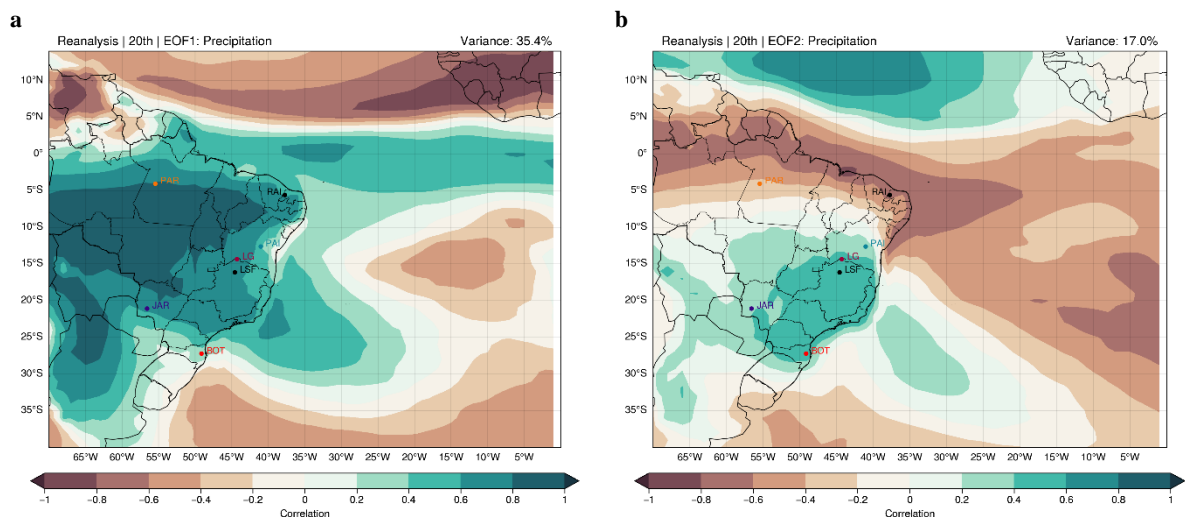 a
Reanalysis | 20th | EOF1: Precipitation Variance: 35.4%
10°N
5°N
0°
5°S
10°S
15°S
20°S
25°S
30°S
35°S
PAR
RAI
PAI
LG
LSF
JAR
BOT
65°W 60°W 55°W 50°W 45°W 40°W 35°W 30°W 25°W 20°W 15°W 10°W 5°W
−1 −0.8 −0.6 −0.4 −0.2 0 0.2 0.4 0.6 0.8 1
Correlation
b
Reanalysis | 20th | EOF2: Precipitation Variance: 17.0%
10°N
5°N
0°
5°S
10°S
15°S
20°S
25°S
30°S
35°S
PAR
RAI
PAI
LG
LSF
JAR
BOT
65°W 60°W 55°W 50°W 45°W 40°W 35°W 30°W 25°W 20°W 15°W 10°W 5°W
−1 −0.8 −0.6 −0.4 −0.2 0 0.2 0.4 0.6 0.8 1
Correlation